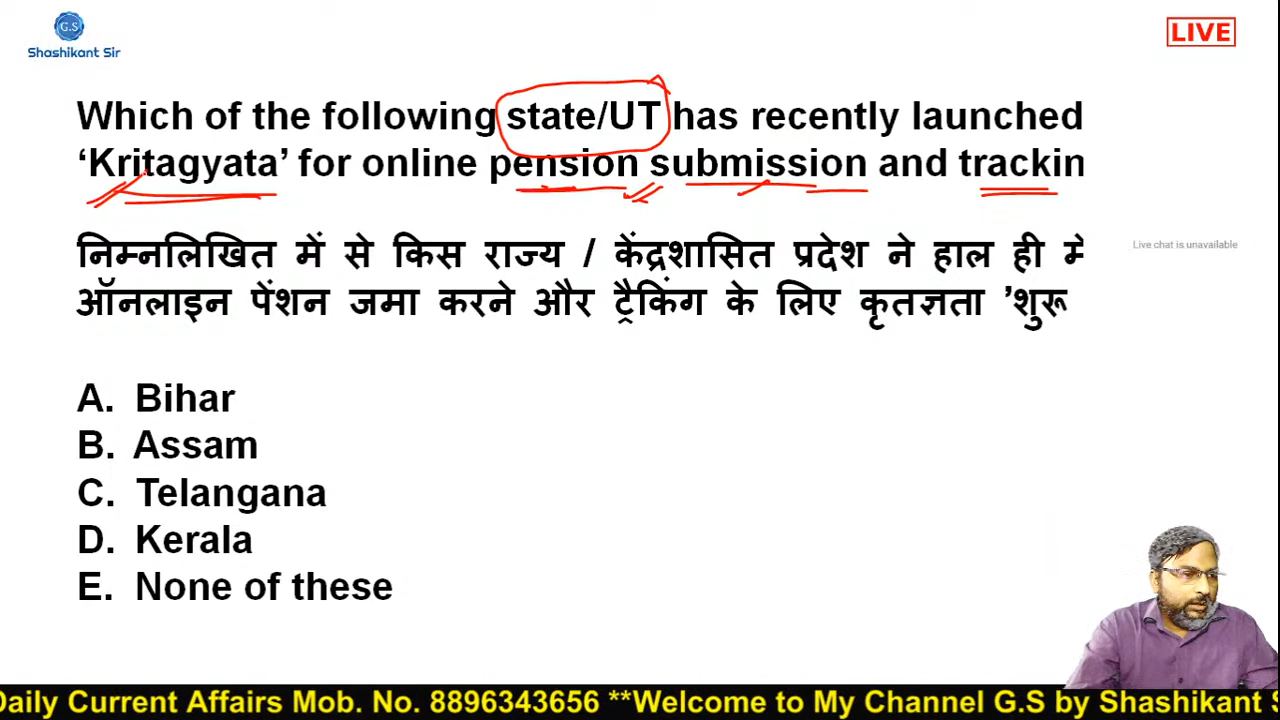 G.S
Shashikant Sir
LIVE
Which of the following state/UT has recently launched
‘Kritagyata’ for online pension submission and trackin
निम्नलिखित में से किस राज्य / केंद्रशासित प्रदेश ने हाल ही मे
ऑनलाइन पेंशन जमा करने और ट्रैकिंग के लिए कृतज्ञता ’शुरू
Live chat is unavailable
A. Bihar
B. Assam
C. Telangana
D. Kerala
E. None of these
Daily Current Affairs Mob. No. 8896343656 **Welcome to My Channel G.S by Shashikant S